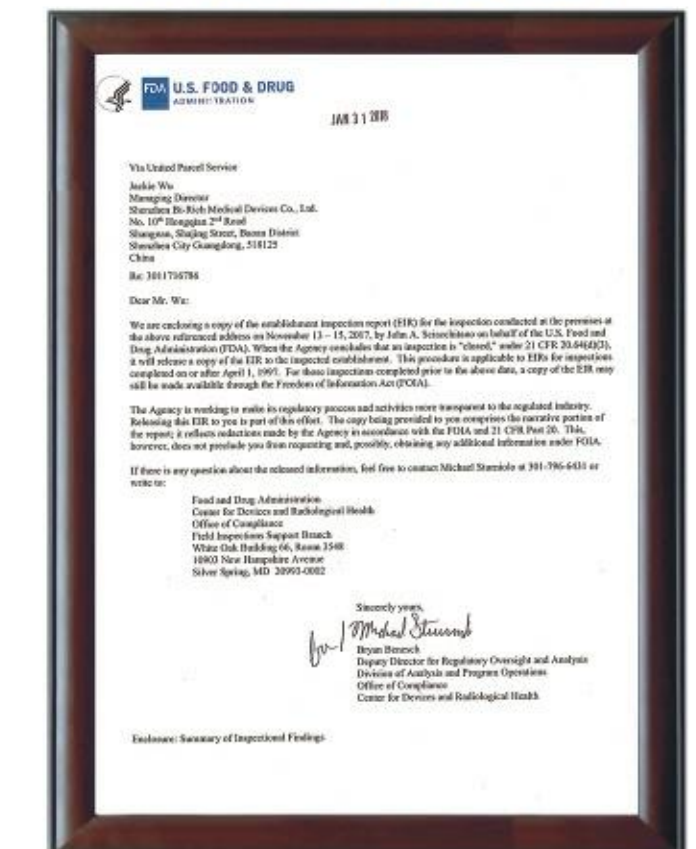 FDA
U.S. FOOD & DRUG
ADMINISTRATION
JAN 31 2018
Via United Parcel Service
Jackie Wu
Managing Director
Shenzhen Bi-Rich Medical Devices Co., Ltd.
No. 10th Hongqian 2nd Road
Shangnan, Shajing Street, Baoan District
Shenzhen City Guangdong, 518125
China
Re: 3011716786
Dear Mr. Wu:
We are enclosing a copy of the establishment inspection report (EIR) for the inspection conducted at the premises at
the above referenced address on November 13 – 15, 2017, by John A. on behalf of the U.S. Food and
Drug Administration (FDA). When the Agency concludes that an inspection is "closed," under 21 CFR 20.64(d)(3),
it will release a copy of the EIR to the inspected establishment. This procedure is applicable to EIRs for inspections
completed on or after April 1, 1997. For those inspections completed prior to the above date, a copy of the EIR may
still be made available through the Freedom of Information Act (FOIA).
The Agency is working to make its regulatory process and activities more transparent to the regulated industry.
Releasing this EIR to you is part of this effort. The copy being provided to you comprises the narrative portion of
the report; it reflects redactions made by the Agency in accordance with the FOIA and 21 CFR Part 20. This,
however, does not preclude you from requesting and, possibly, obtaining any additional information under FOIA.
If there is any question about the released information, feel free to contact Michael Sturniolo at 301-796-6431 or
write to:
Food and Drug Administration
Center for Devices and Radiological Health
Office of Compliance
Field Inspections Support Branch
White Oak Building 66, Room 3540
10903 New Hampshire Avenue
Silver Spring, MD 20993-0002
Sincerely yours,
for/
Bryan Benesch
Deputy Director for Regulatory Oversight and Analysis
Division of Analysis and Program Operations
Office of Compliance
Center for Devices and Radiological Health
Enclosure: Summary of Inspectional Findings